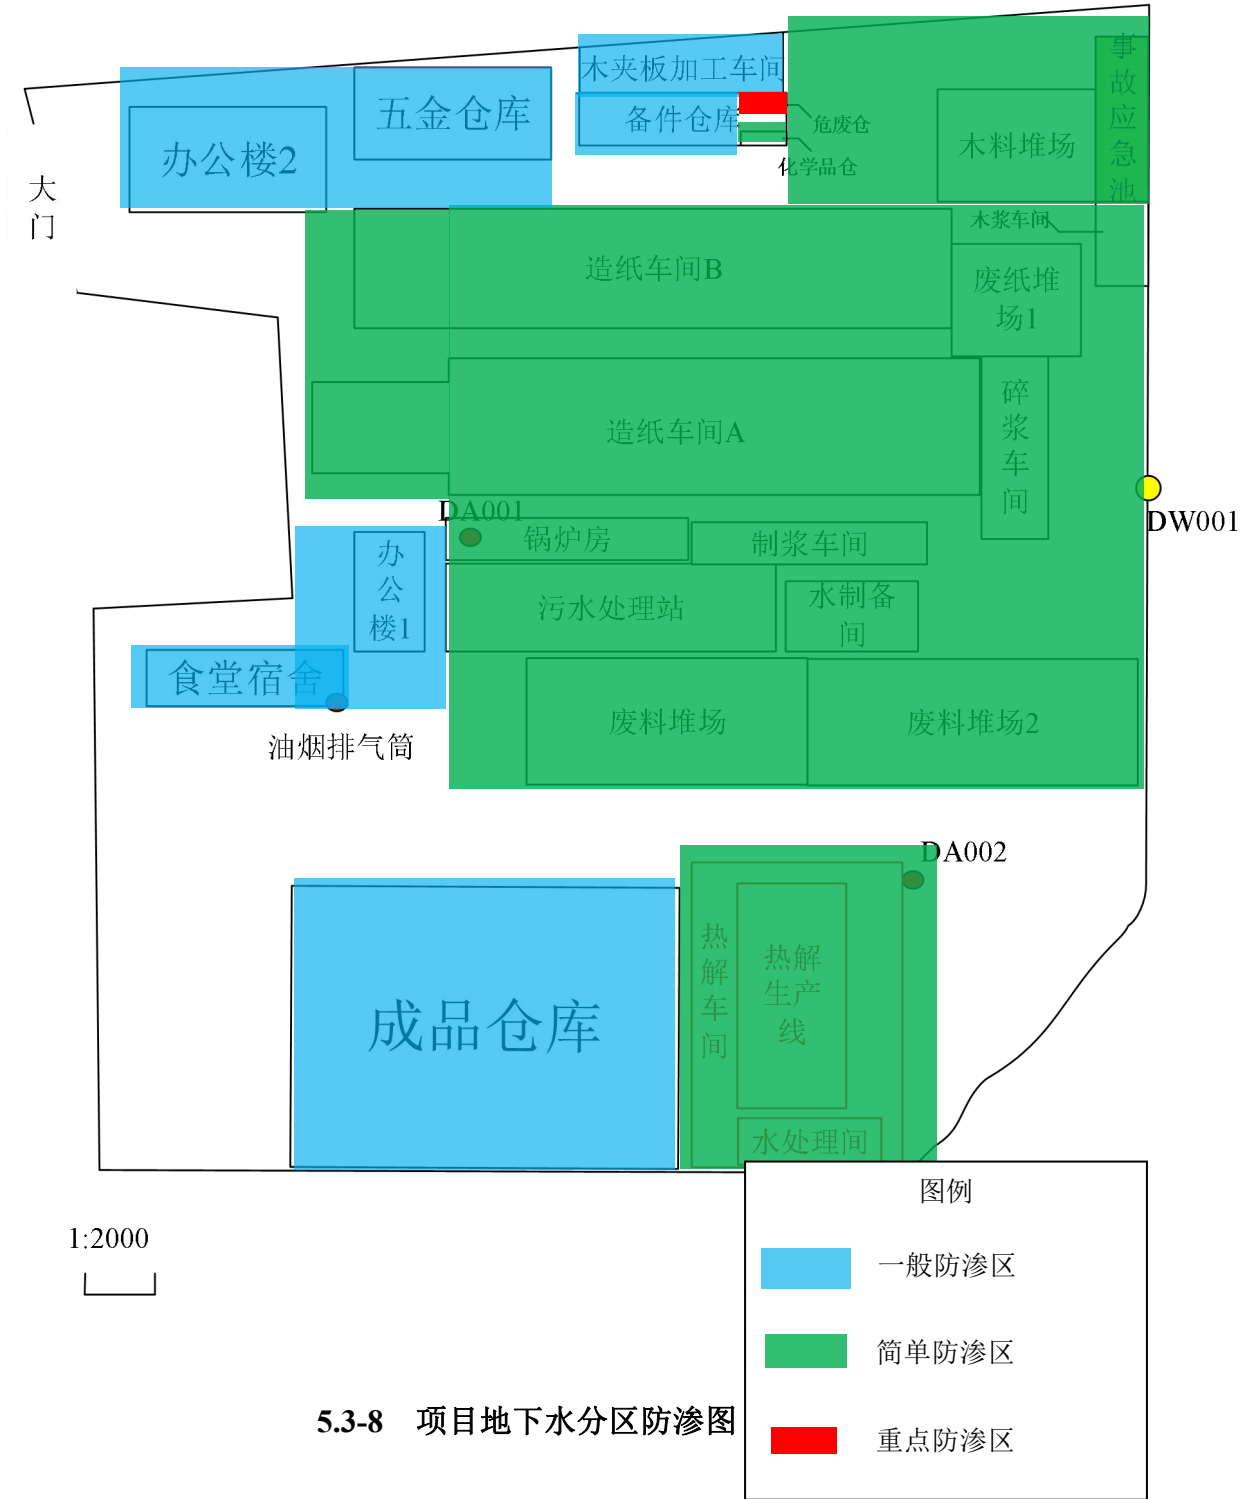 木夹板加工车间
备件仓库
危废仓
化学品仓
五金仓库
办公楼2
大门
事故应急池
木料堆场
木浆车间
造纸车间B
废纸堆
场1
造纸车间A
碎浆车间
DA001
DW001
锅炉房
制浆车间
办公楼1
污水处理站
水制备
间
食堂宿舍
油烟排气筒
废料堆场
废料堆场2
DA002
成品仓库
热解车间
热解
生产
线
水处理间
1:2000
图例
一般防渗区
简单防渗区
重点防渗区
5.3-8 项目地下水分区防渗图